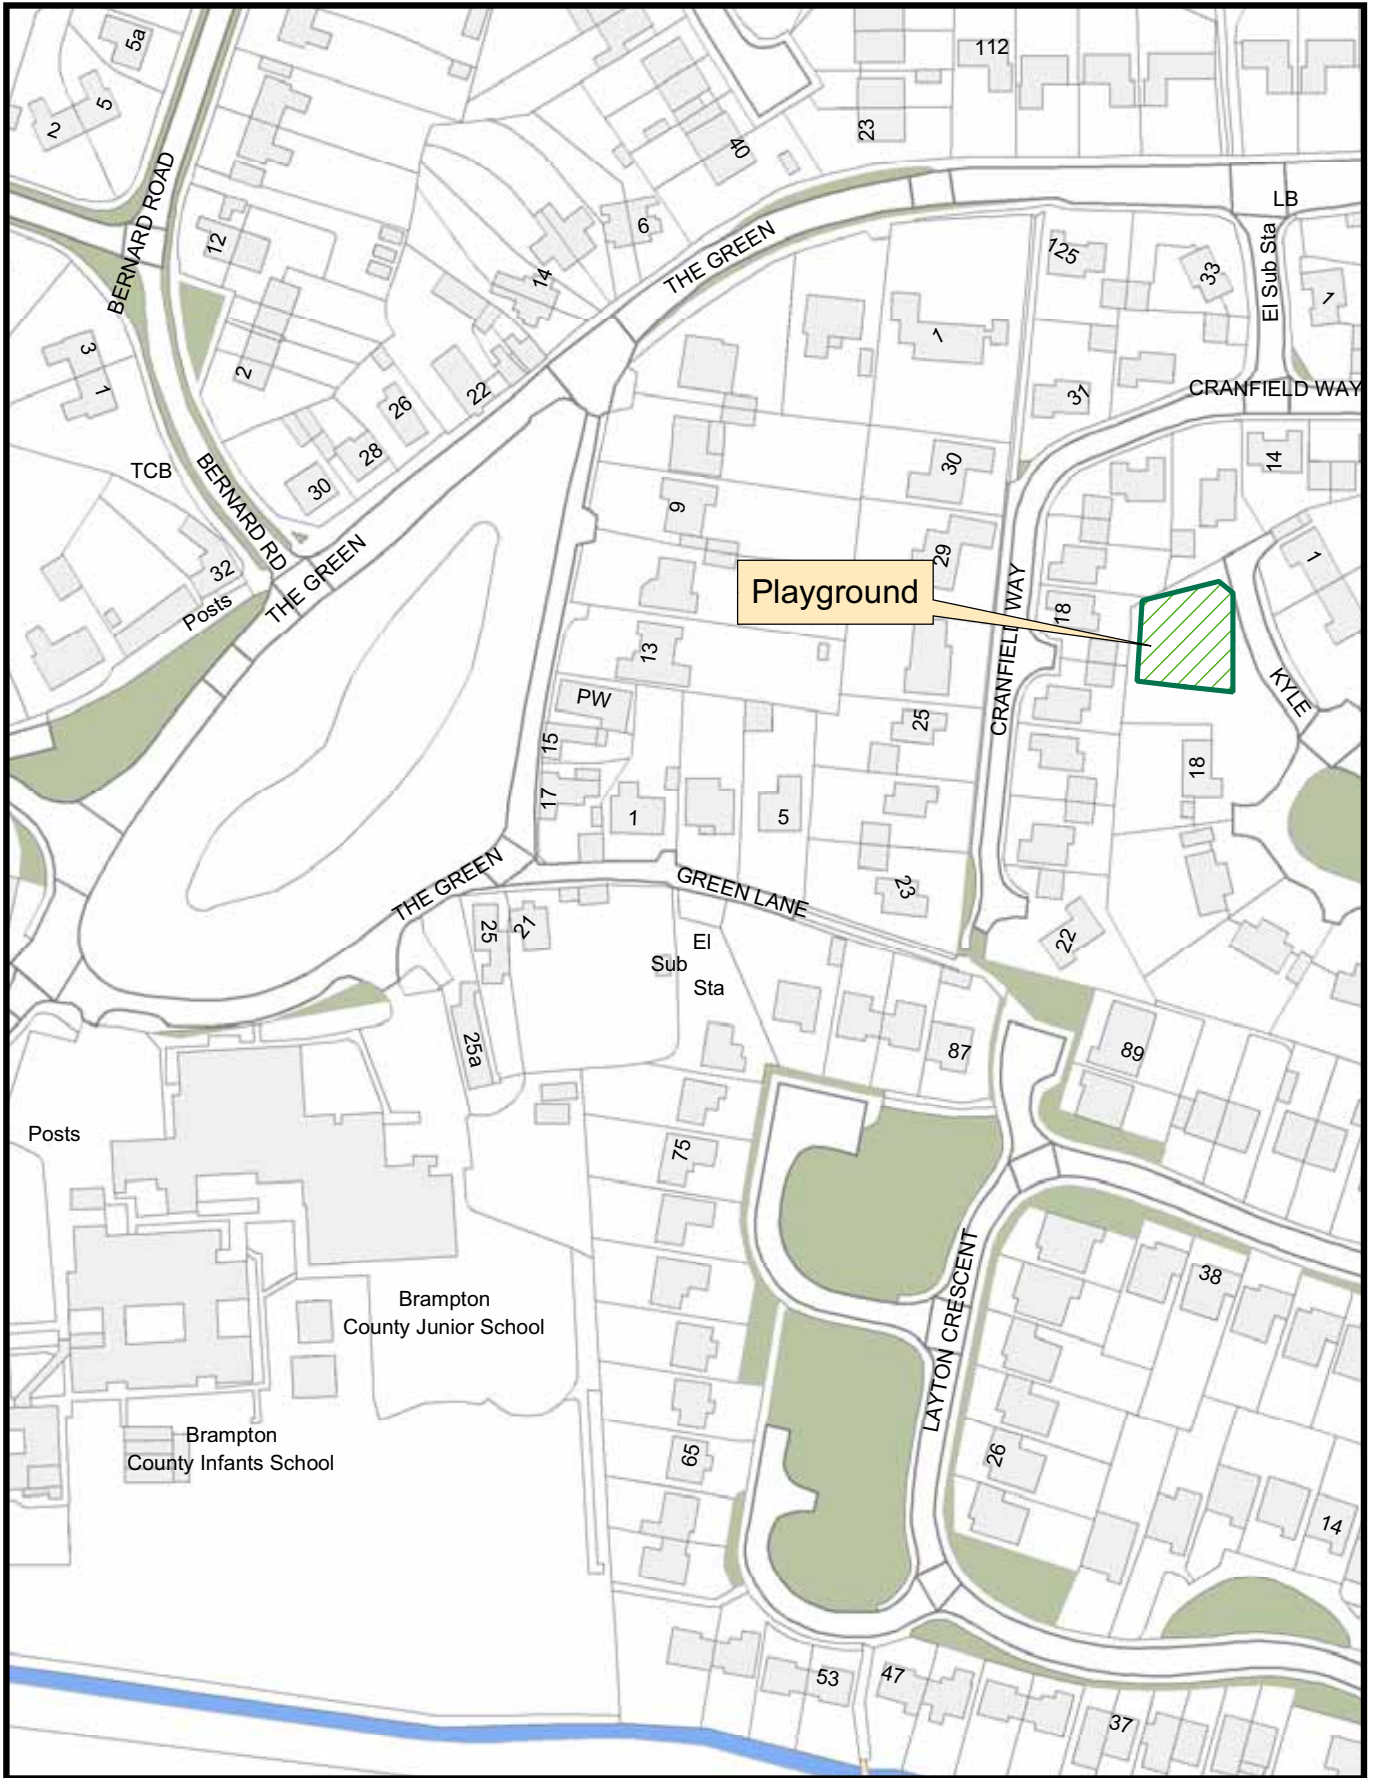 5a
112
5
2
23
40
BERNARD ROAD
LB
12
6
THE GREEN
125
33
El Sub Sta
14
1
3
1
2
1
22
31
CRANFIELD WAY
26
28
TCB
30
BERNARD RD
30
14
9
29
THE GREEN
32
Posts
Playground
CRANFIELD WAY
18
1
13
PW
KYLE
15
25
18
17
1
5
THE GREEN
GREEN LANE
23
25
21
22
El
Sub
Sta
25a
87
89
Posts
75
LAYTON CRESCENT
38
Brampton
County Junior School
Brampton
County Infants School
65
26
14
53
47
37